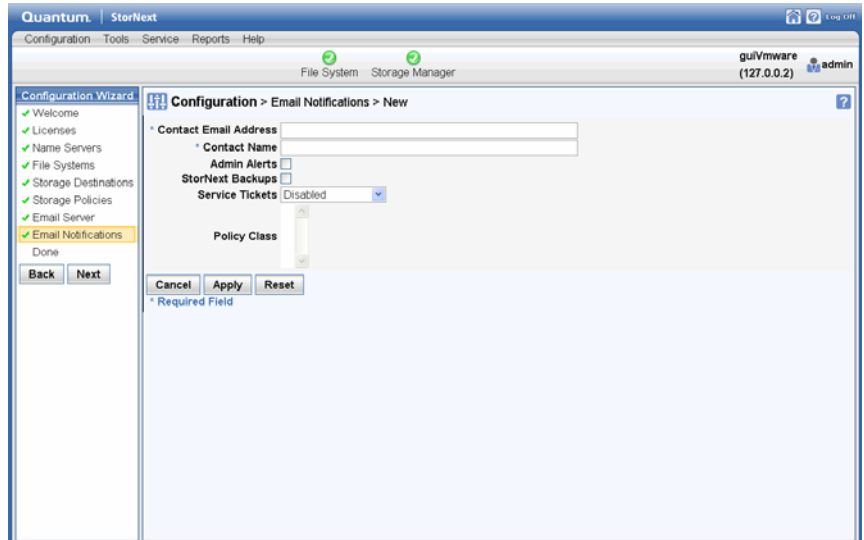 Quantum. StorNext
Log Off
Configuration Tools Service Reports Help
File System Storage Manager
guiVmware
(127.0.0.2)
admin
Configuration Wizard
Welcome
Licenses
Name Servers
File Systems
Storage Destinations
Storage Policies
Email Server
Email Notifications
Done
Back Next
Configuration > Email Notifications > New
* Contact Email Address
* Contact Name
Admin Alerts
StorNext Backups
Service Tickets Disabled
Policy Class
Cancel Apply Reset
* Required Field